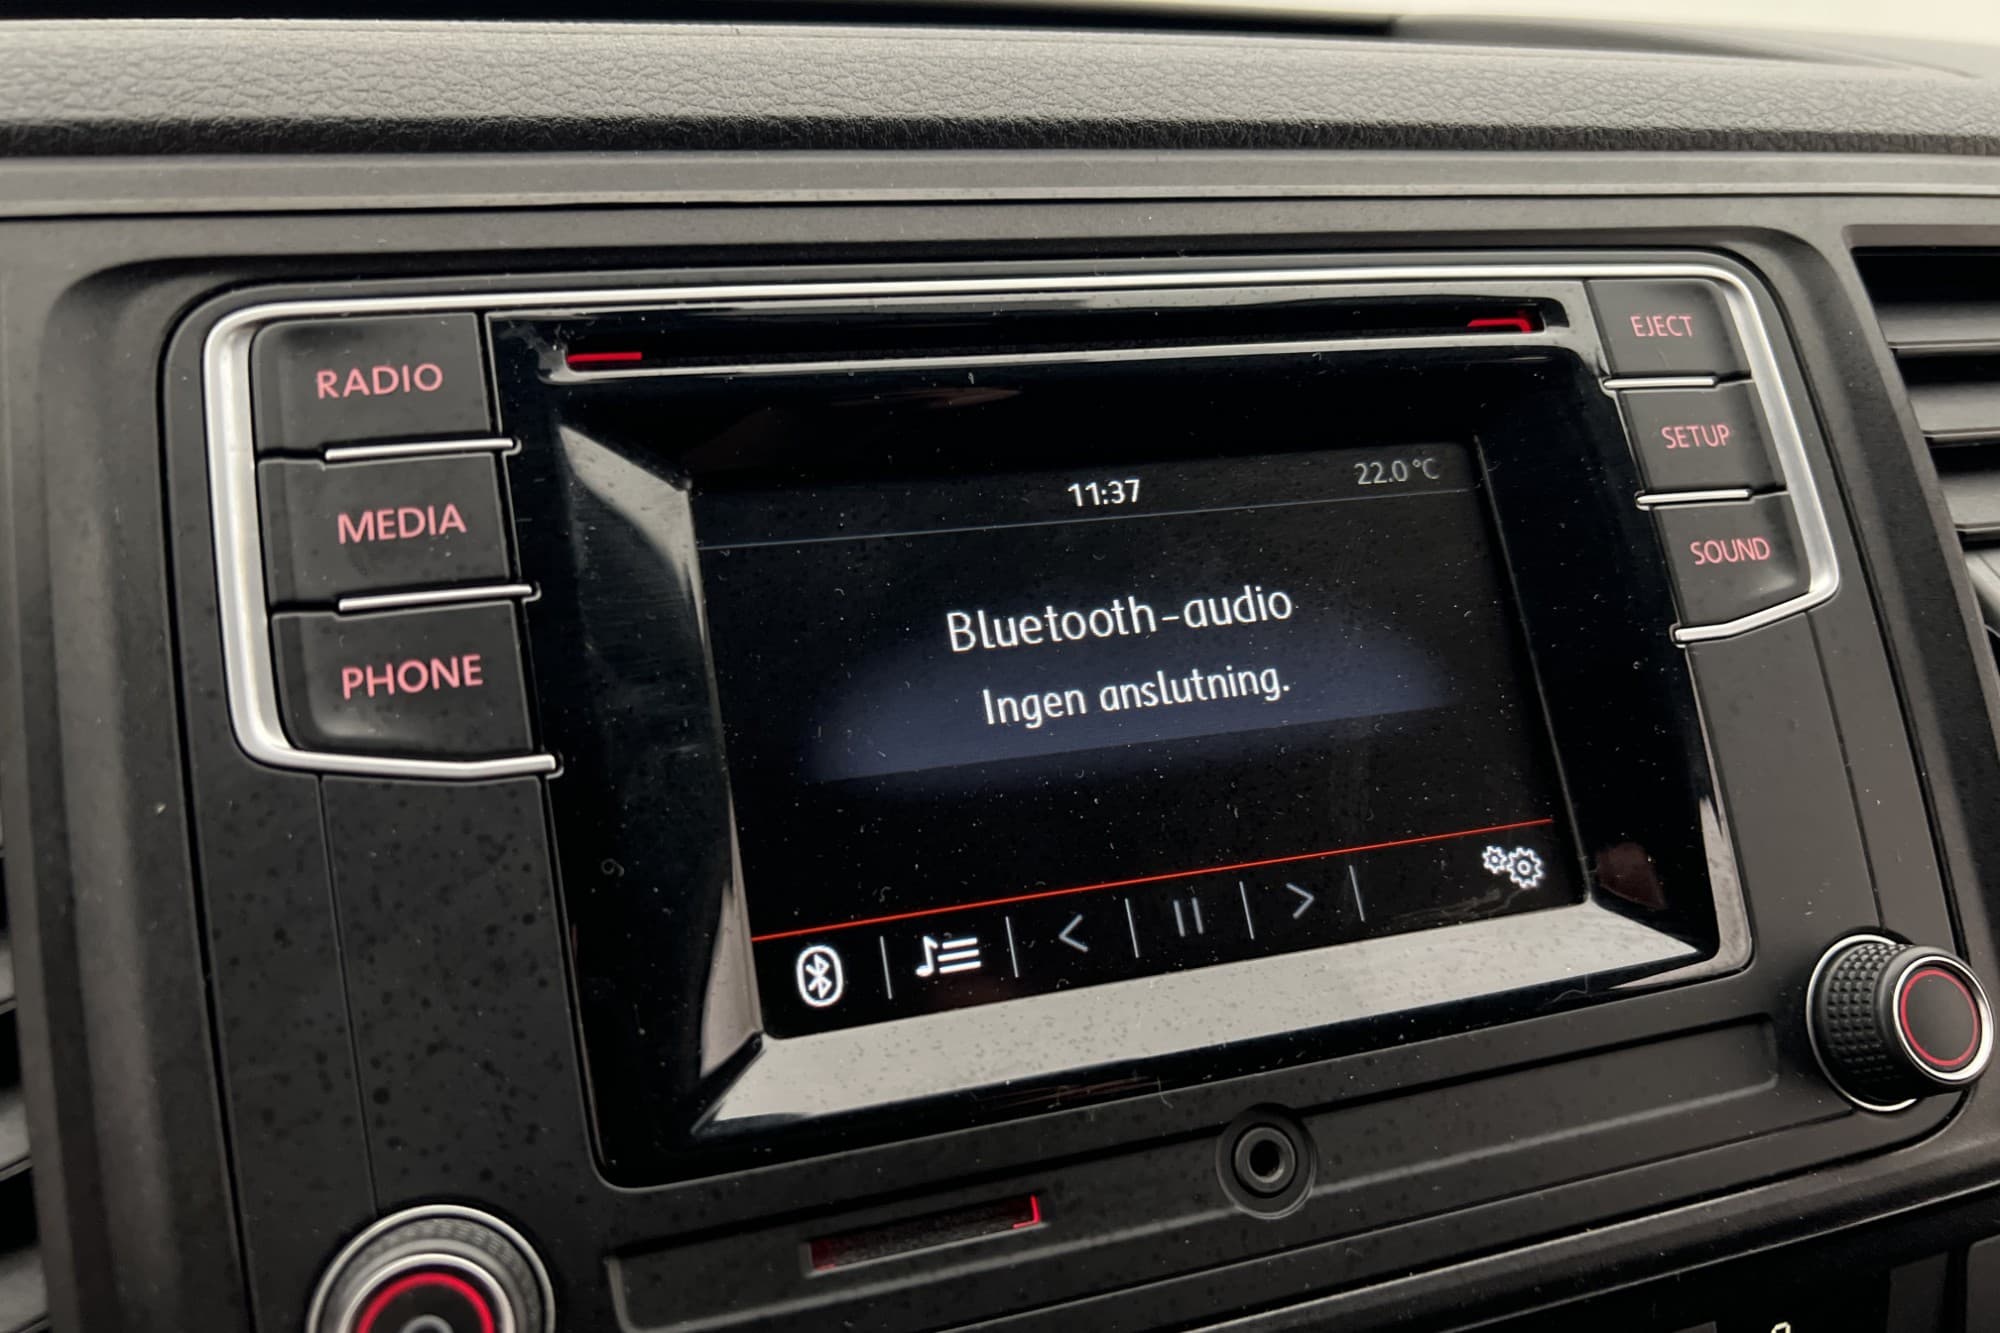 RADIO
MEDIA
PHONE
EJECT
SETUP
SOUND
11:37
22.0 °C
Bluetooth-audio
Ingen anslutning.